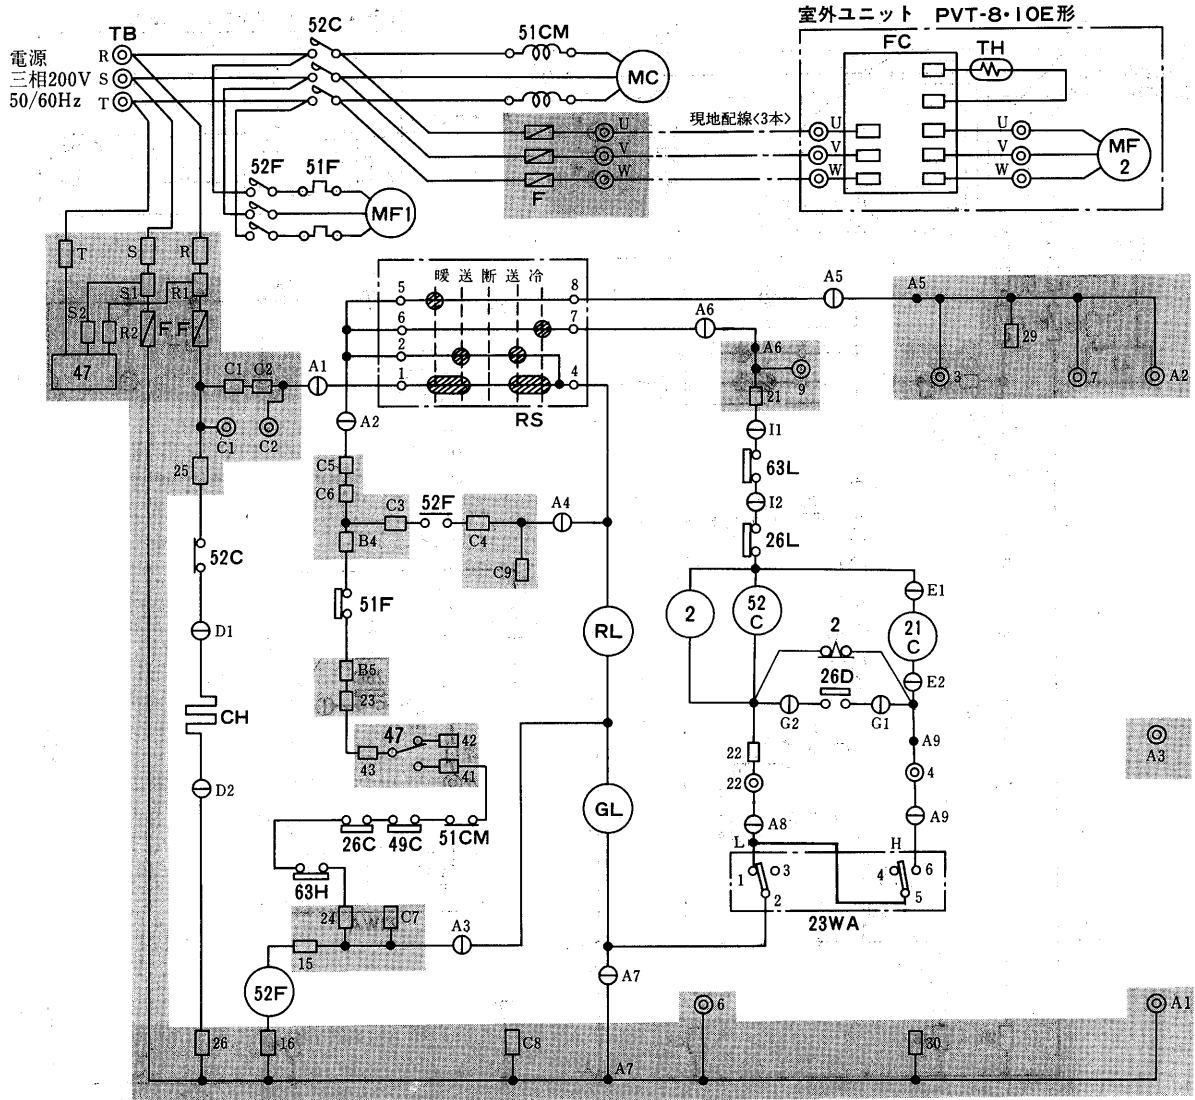 室外ユニット PVT-8・10E形
TB
52C
51CM
FC
TH
電源
三相200V
50/60Hz
R
S
T
MC
現地配線<3本>
U
V
W
U
V
W
U
V
W
MF
2
F
52F
51F
MF1
T
S
R
S1
R1
S2
R2
F
F
47
暖 送 断 送 冷
5
8
6
7
2
1
4
RS
A5
A5
A6
A6
3
29
7
A2
9
21
C1
C2
A1
C1
C2
A2
25
C5
C6
C3
52F
C4
A4
B4
C9
I1
63L
I2
26L
52C
51F
D1
RL
2
52
C
E1
21
C
2
26D
E2
G2
G1
B5
23
CH
47
42
43
41
22
22
A9
4
A3
D2
GL
A8
A9
26C
49C
51CM
L
H
63H
1
3
2
4
6
5
23WA
24
C7
A3
15
52F
A7
6
A1
26
16
C8
30
A7